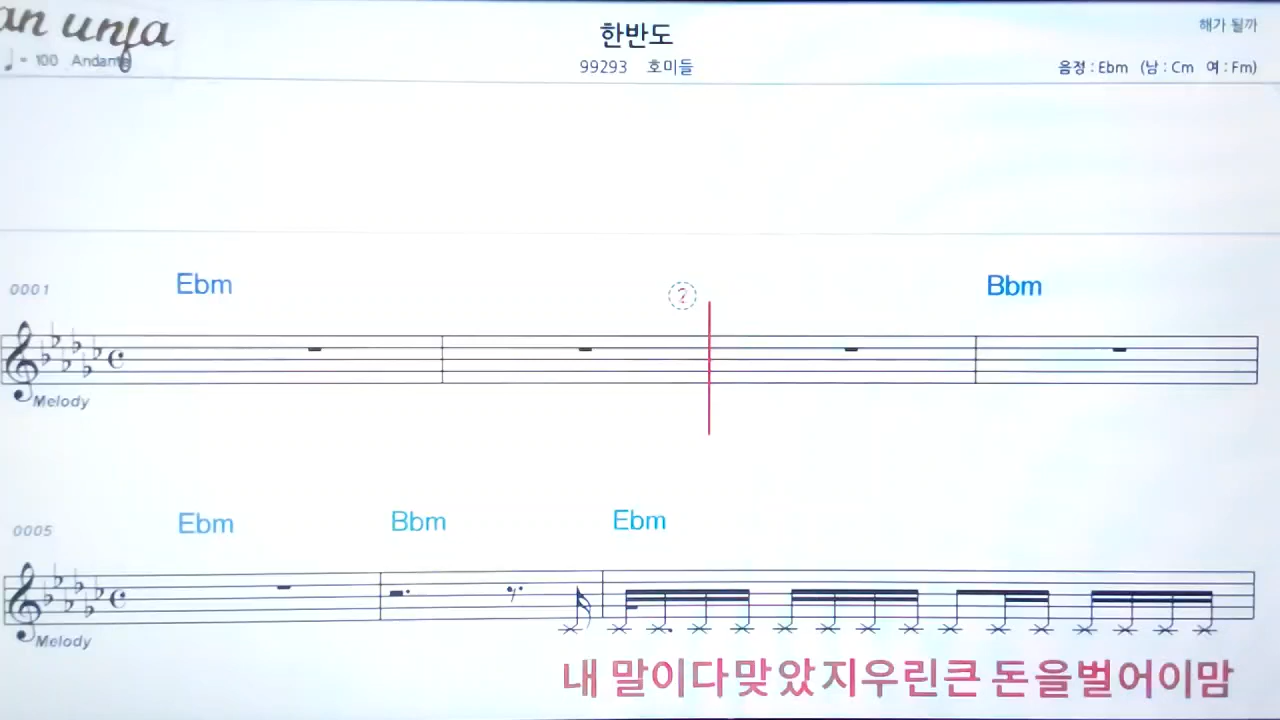 an unja
한반도
해가 될까
♩= 100 Andante
99293 호미들
음정 : Ebm (남 : Cm 여 : Fm)
0001 Ebm ② Bbm
Melody
0005 Ebm Bbm Ebm
Melody
내 말이다맞았지우린큰 돈을벌어이맘